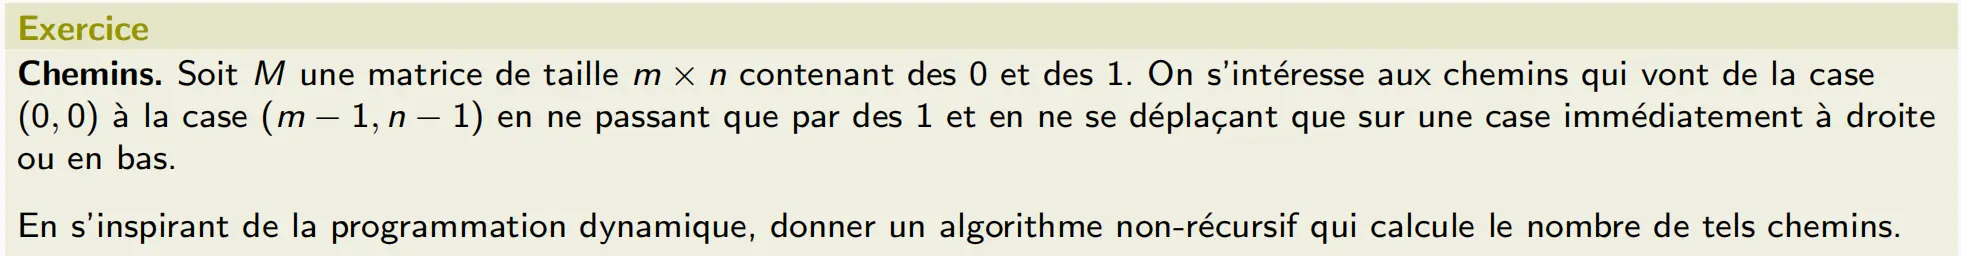 Exercice
Chemins. Soit M une matrice de taille m × n contenant des 0 et des 1. On s'intéresse aux chemins qui vont de la case
(0, 0) à la case (m − 1, n − 1) en ne passant que par des 1 et en ne se déplaçant que sur une case immédiatement à droite
ou en bas.
En s'inspirant de la programmation dynamique, donner un algorithme non-récursif qui calcule le nombre de tels chemins.